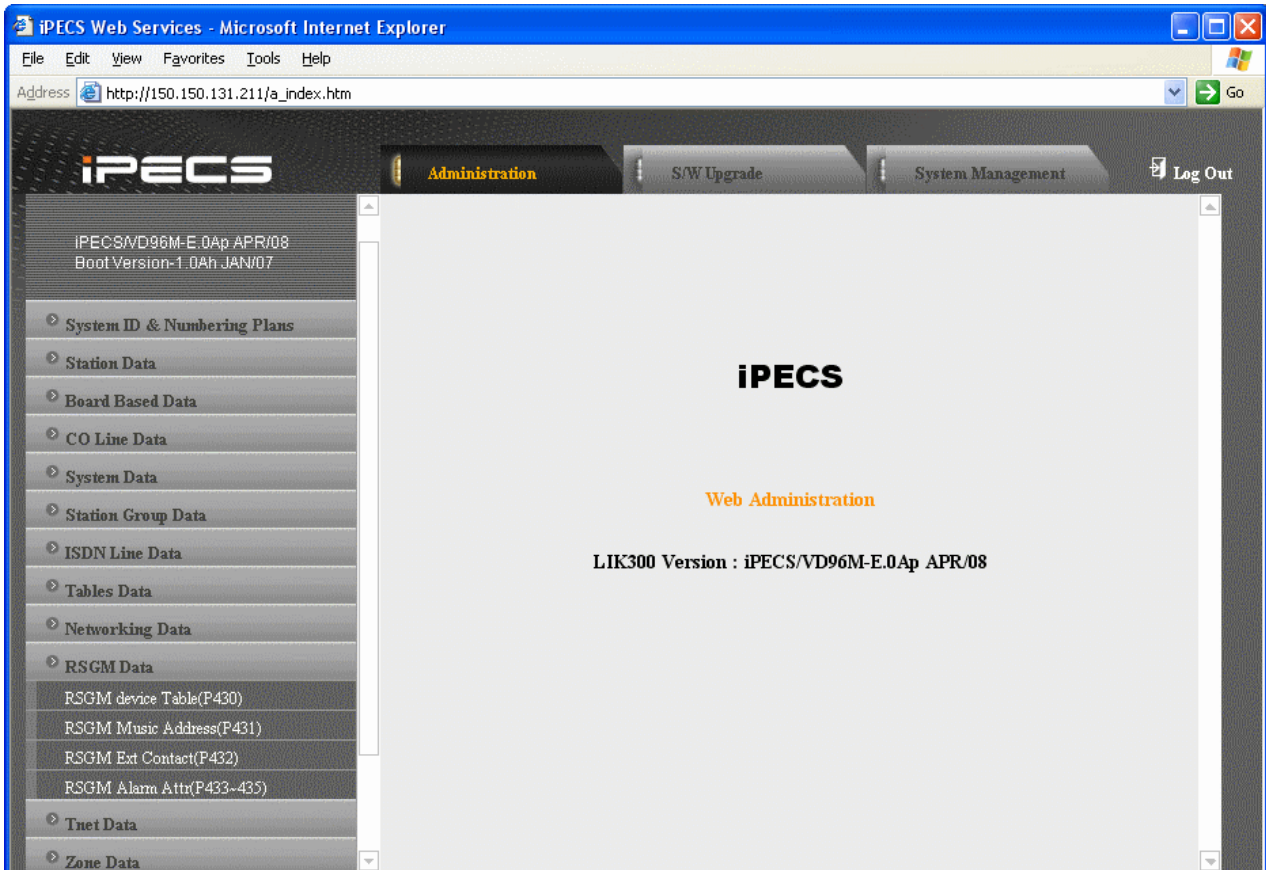 iPECS Web Services - Microsoft Internet Explorer
File Edit View Favorites Tools Help
Address http://150.150.131.211/a_index.htm Go
iPECS Administration S/W Upgrade System Management Log Out
iPECS/VD96M-E.0Ap APR/08
Boot Version-1.0Ah JAN/07
System ID & Numbering Plans
Station Data
Board Based Data
CO Line Data
System Data
Station Group Data
ISDN Line Data
Tables Data
Networking Data
RSGM Data
RSGM device Table(P430)
RSGM Music Address(P431)
RSGM Ext Contact(P432)
RSGM Alarm Attr(P433~435)
Tnet Data
Zone Data
iPECS
Web Administration
LIK300 Version : iPECS/VD96M-E.0Ap APR/08